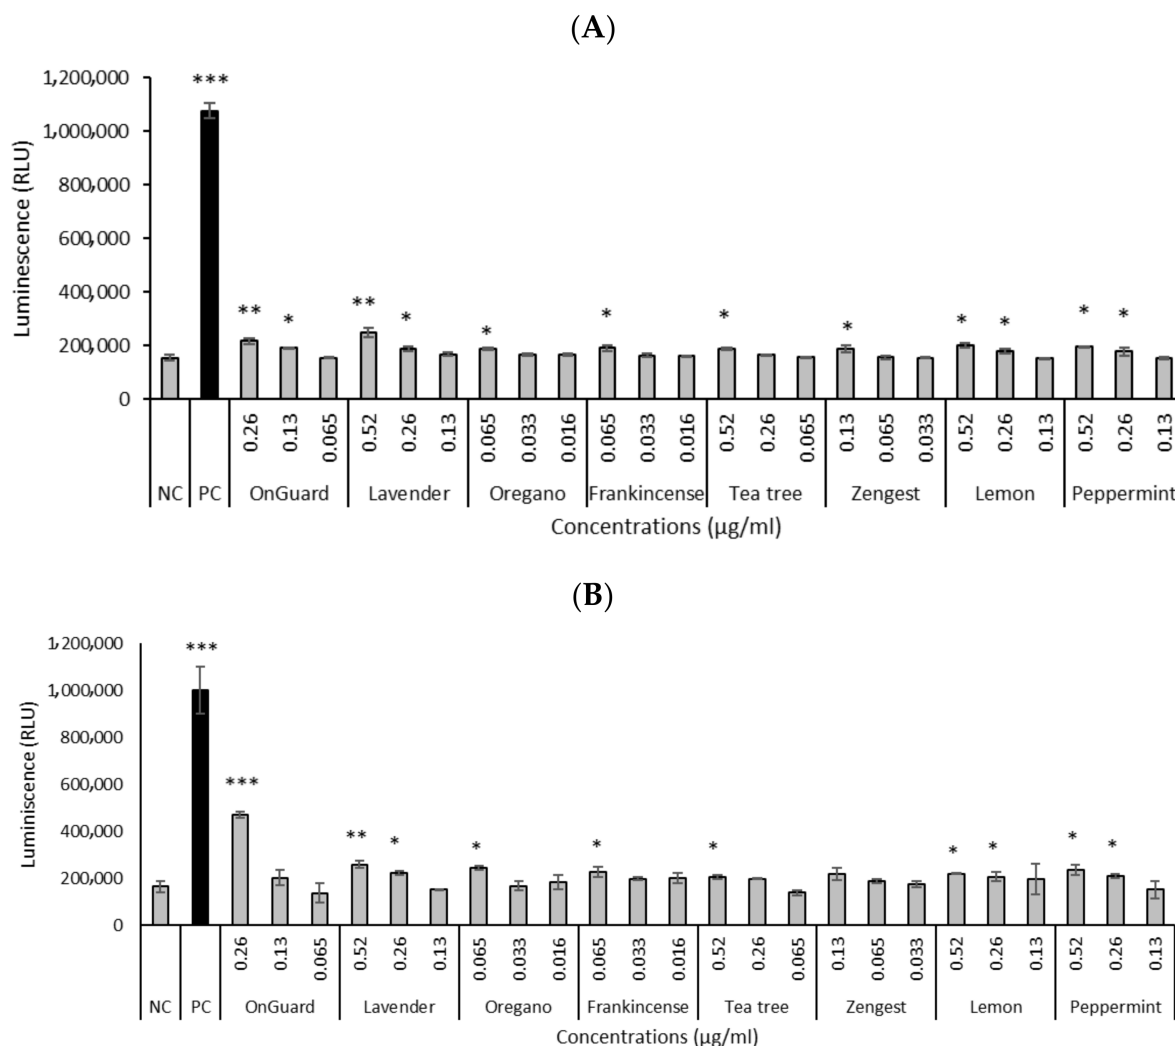 (A)
Luminescence (RLU)
1,200,000
1,000,000
800,000
600,000
400,000
200,000
0
*** ** * ** * * * * * * * * *
0.26 0.13 0.065 0.52 0.26 0.13 0.065 0.033 0.016 0.065 0.033 0.016 0.52 0.26 0.065 0.13 0.065 0.033 0.52 0.26 0.13 0.52 0.26 0.13
NC PC OnGuard Lavender Oregano Frankincense Tea tree Zengest Lemon Peppermint
Concentrations (µg/ml)
(B)
Luminiscence (RLU)
1,200,000
1,000,000
800,000
600,000
400,000
200,000
0
*** *** ** * * * * * * * *
0.26 0.13 0.065 0.52 0.26 0.13 0.065 0.033 0.016 0.065 0.033 0.016 0.52 0.26 0.065 0.13 0.065 0.033 0.52 0.26 0.13 0.52 0.26 0.13
NC PC OnGuard Lavender Oregano Frankincense Tea tree Zengest Lemon Peppermint
Concentrations (µg/ml)